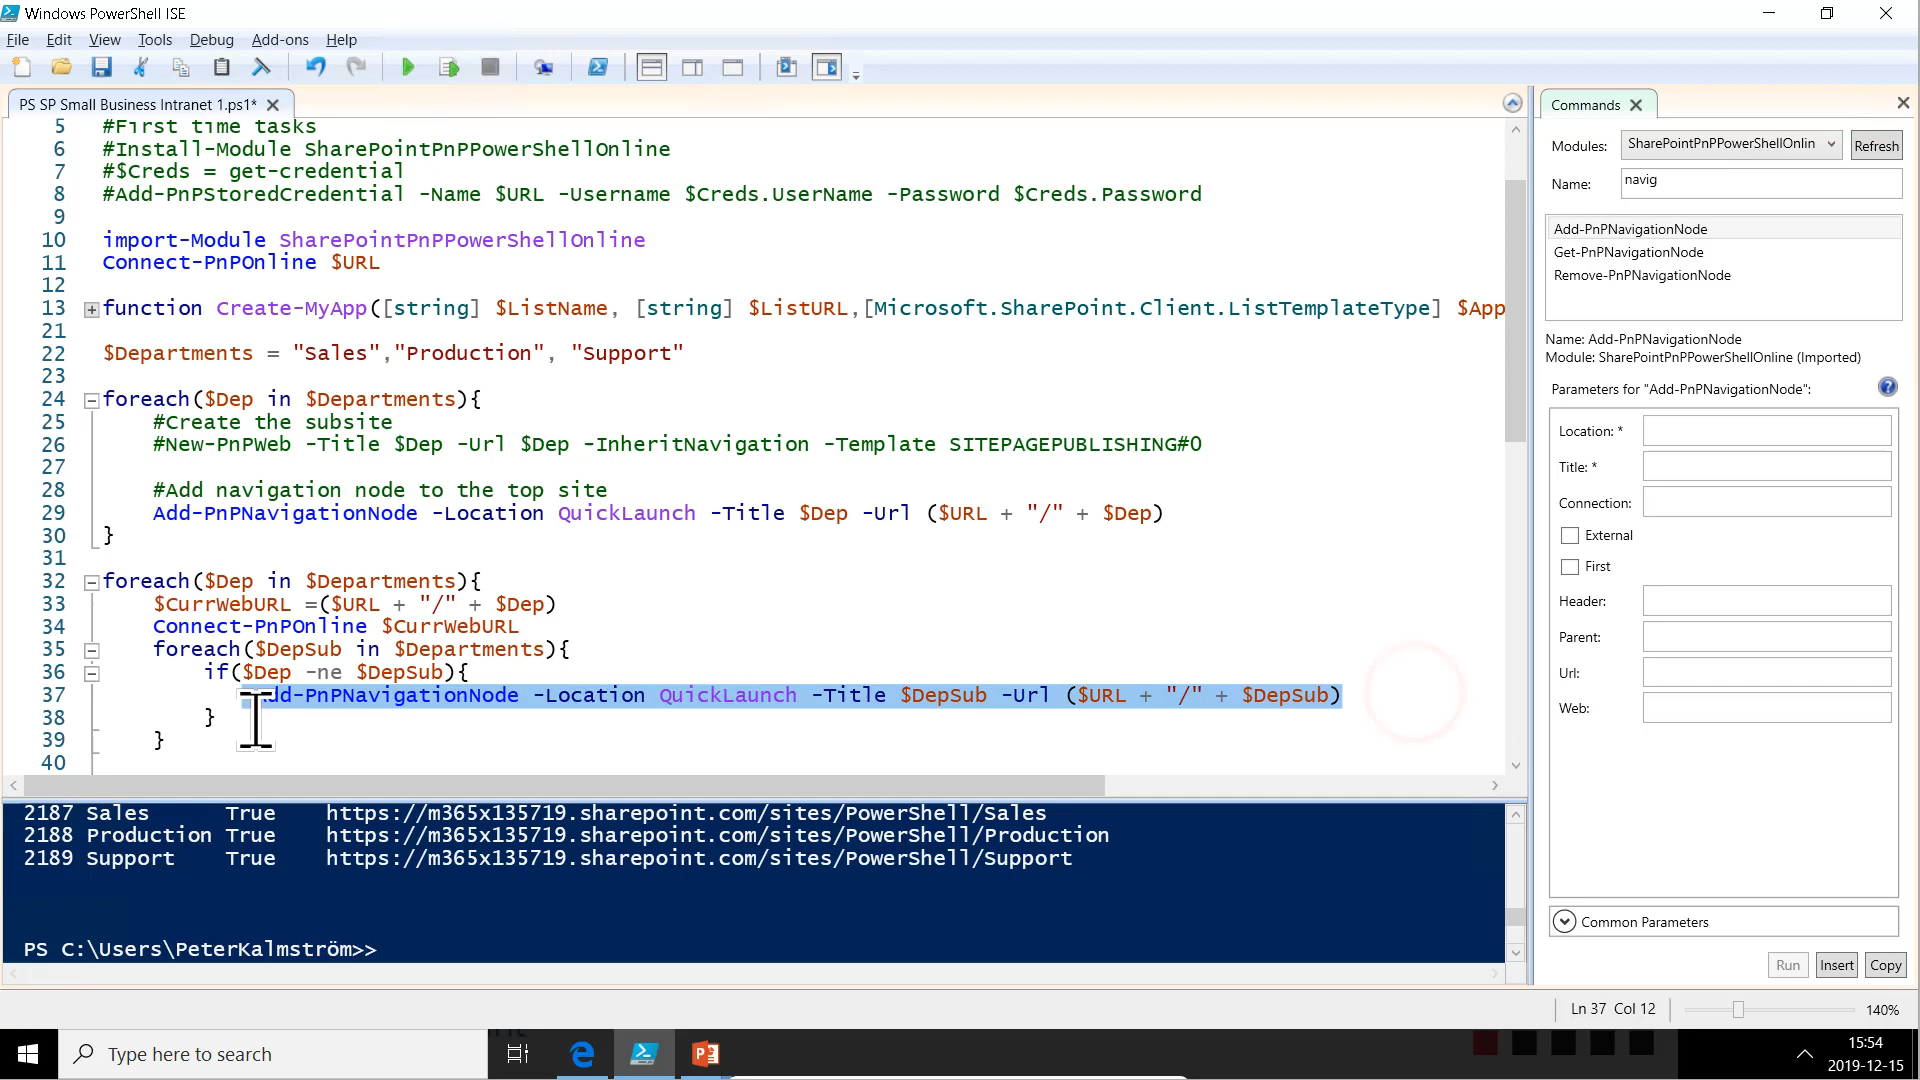 Windows PowerShell ISE
File Edit View Tools Debug Add-ons Help
PS SP Small Business Intranet 1.ps1*
5 #First time tasks
6 #Install-Module SharePointPnPPowerShellOnline
7 #$Creds = get-credential
8 #Add-PnPStoredCredential -Name $URL -Username $Creds.UserName -Password $Creds.Password
9
10 import-Module SharePointPnPPowerShellOnline
11 Connect-PnPOnline $URL
12
13 function Create-MyApp([string] $ListName, [string] $ListURL,[Microsoft.SharePoint.Client.ListTemplateType] $App
21
22 $Departments = "Sales","Production", "Support"
23
24 foreach($Dep in $Departments){
25 #Create the subsite
26 #New-PnPWeb -Title $Dep -Url $Dep -InheritNavigation -Template SITEPAGEPUBLISHING#0
27
28 #Add navigation node to the top site
29 Add-PnPNavigationNode -Location QuickLaunch -Title $Dep -Url ($URL + "/" + $Dep)
30 }
31
32 foreach($Dep in $Departments){
33 $CurrWebURL =($URL + "/" + $Dep)
34 Connect-PnPOnline $CurrWebURL
35 foreach($DepSub in $Departments){
36 if($Dep -ne $DepSub){
37 Add-PnPNavigationNode -Location QuickLaunch -Title $DepSub -Url ($URL + "/" + $DepSub)
38 }
39 }
40
2187 Sales True https://m365x135719.sharepoint.com/sites/PowerShell/Sales
2188 Production True https://m365x135719.sharepoint.com/sites/PowerShell/Production
2189 Support True https://m365x135719.sharepoint.com/sites/PowerShell/Support
PS C:\Users\PeterKalmström>>
Commands
Modules: SharePointPnPPowerShellOnlin Refresh
Name: navig
Add-PnPNavigationNode
Get-PnPNavigationNode
Remove-PnPNavigationNode
Name: Add-PnPNavigationNode
Module: SharePointPnPPowerShellOnline (Imported)
Parameters for "Add-PnPNavigationNode":
Location: *
Title: *
Connection:
External
First
Header:
Parent:
Url:
Web:
Common Parameters
Run Insert Copy
Ln 37 Col 12 140%
Type here to search
15:54
2019-12-15